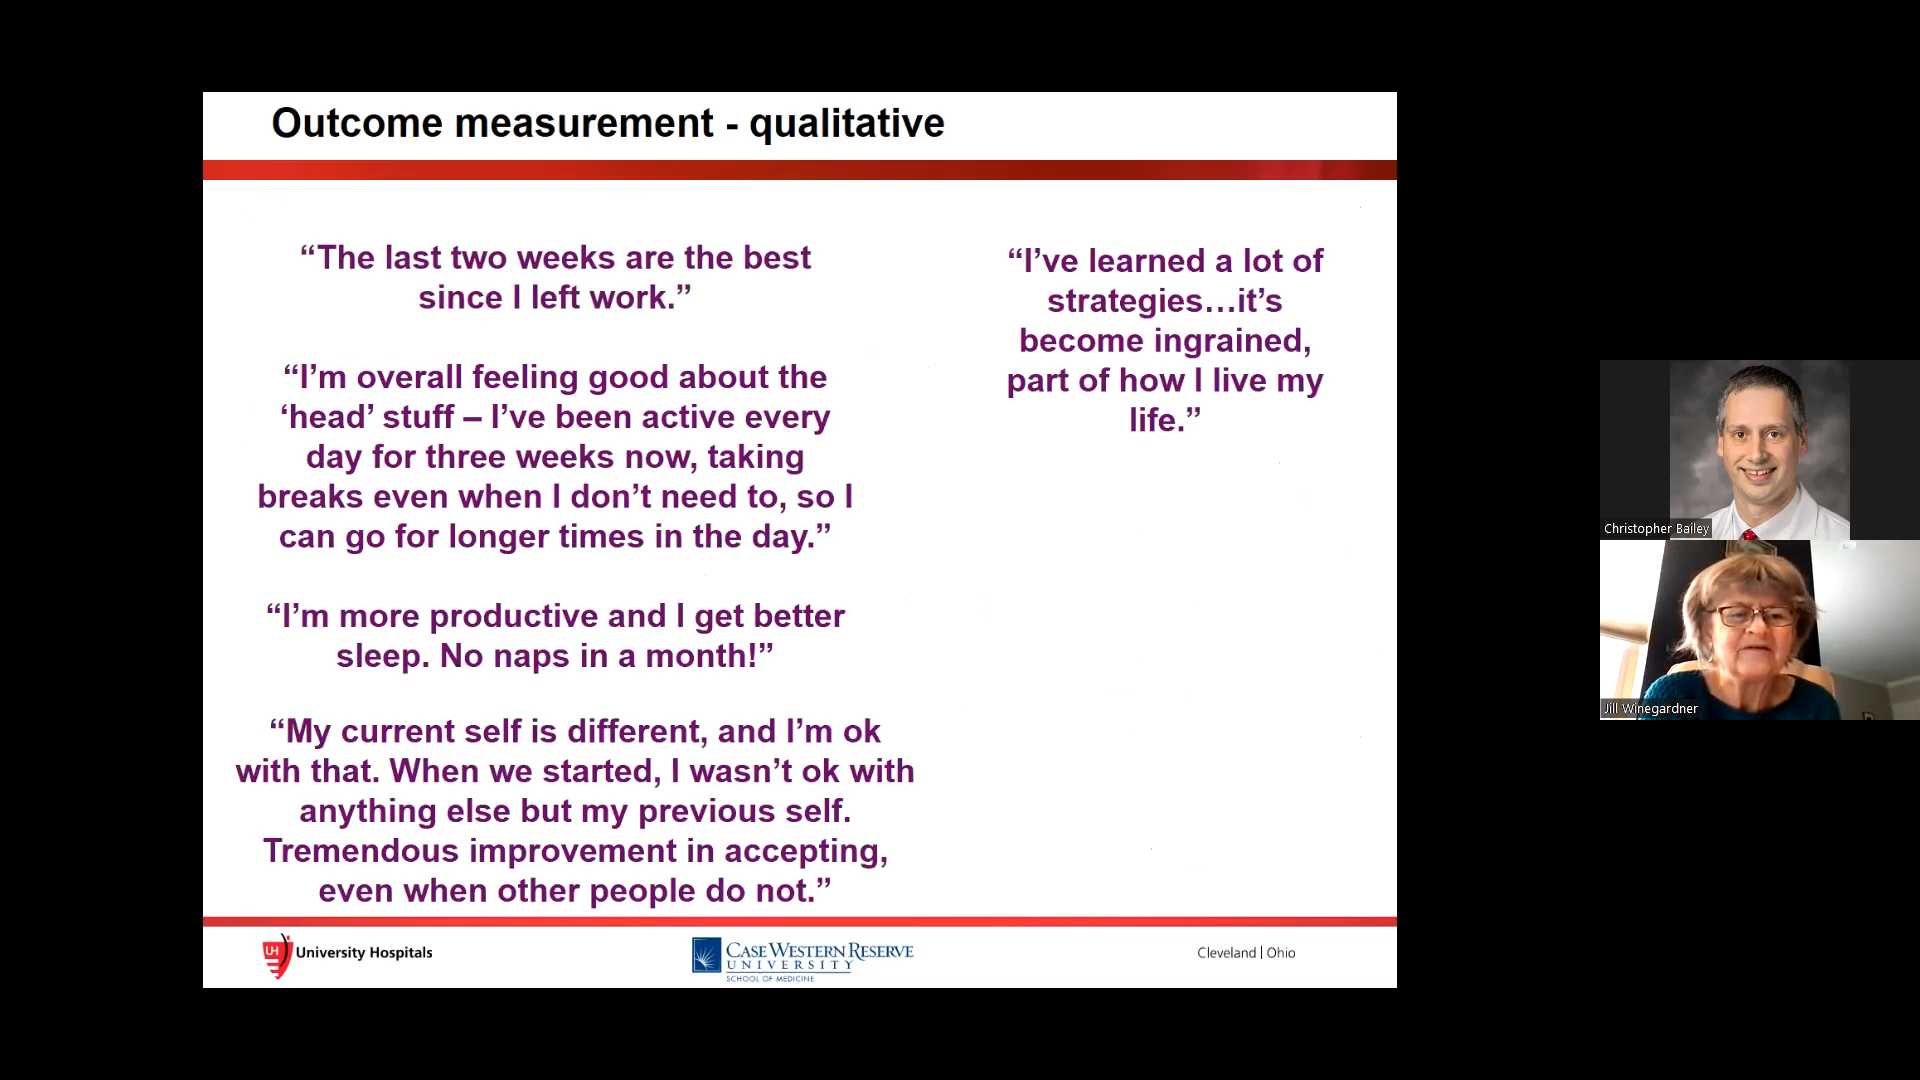 Outcome measurement - qualitative
“The last two weeks are the best
since I left work.”
“I’m overall feeling good about the
‘head’ stuff – I’ve been active every
day for three weeks now, taking
breaks even when I don’t need to, so I
can go for longer times in the day.”
“I’m more productive and I get better
sleep. No naps in a month!”
“My current self is different, and I’m ok
with that. When we started, I wasn’t ok with
anything else but my previous self.
Tremendous improvement in accepting,
even when other people do not.”
“I’ve learned a lot of
strategies…it’s
become ingrained,
part of how I live my
life.”
UH
University Hospitals
CASE WESTERN RESERVE
UNIVERSITY
SCHOOL OF MEDICINE
Cleveland | Ohio
Christopher Bailey
Jill Winegardner